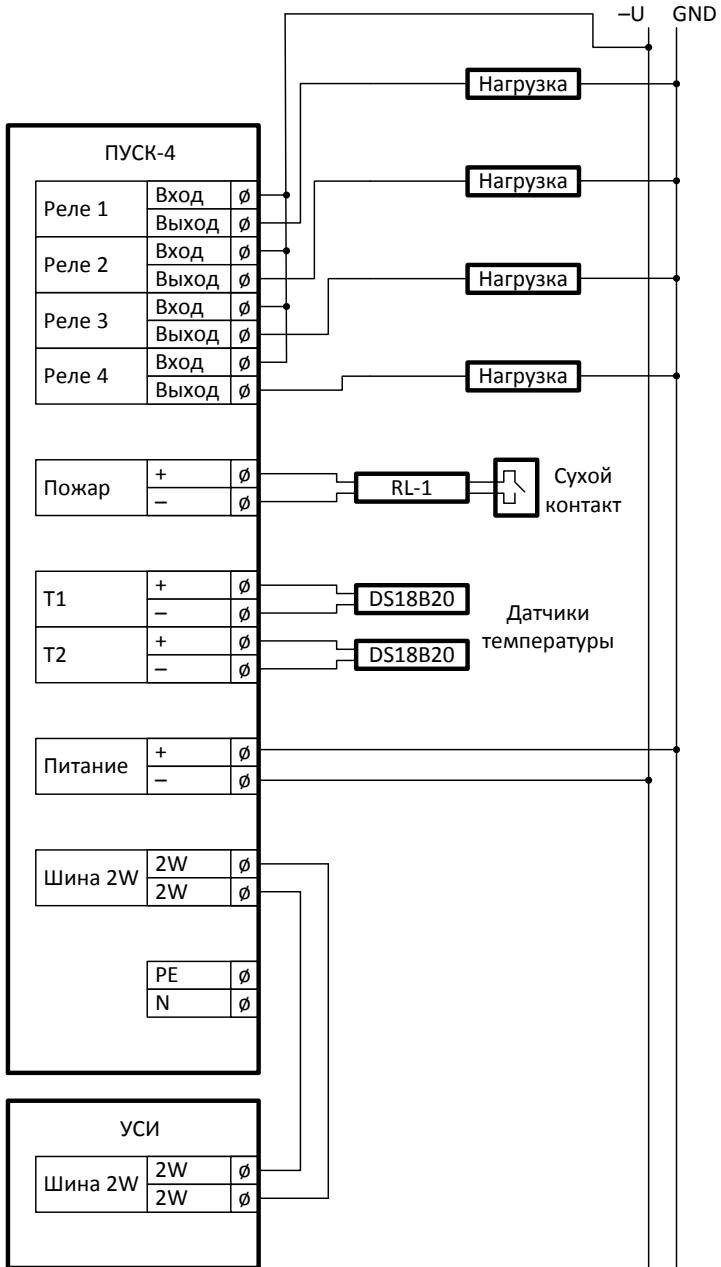 –U GND
Нагрузка
ПУСК-4
Нагрузка
Реле 1 Вход ø
Выход ø
Реле 2 Вход ø
Выход ø
Нагрузка
Реле 3 Вход ø
Выход ø
Реле 4 Вход ø
Выход ø
Нагрузка
Пожар + ø
– ø
RL-1
Сухой
контакт
T1 + ø
– ø
DS18B20
T2 + ø
– ø
DS18B20
Датчики
температуры
Питание + ø
– ø
Шина 2W 2W ø
2W ø
PE ø
N ø
УСИ
Шина 2W 2W ø
2W ø